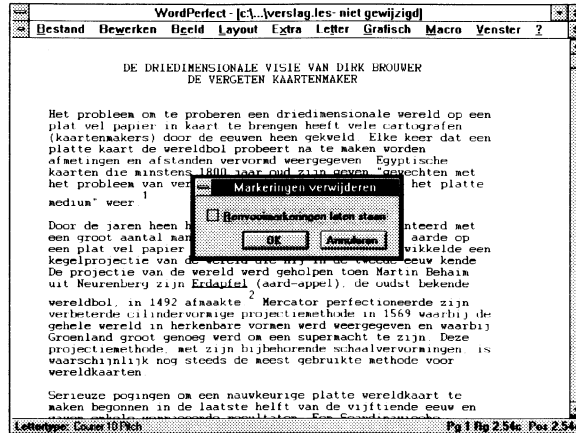 WordPerfect - [c:\...\verslag.les- niet gewijzigd]
Bestand Bewerken Beeld Layout Extra Letter Grafisch Macro Venster ?
DE DRIEDIMENSIONALE VISIE VAN DIRK BROUWER
DE VERGETEN KAARTENMAKER
Het probleem om te proberen een driedimensionale wereld op een
plat vel papier in kaart te brengen heeft vele cartografen
(kaartenmakers) door de eeuwen heen gekweld. Elke keer dat een
platte kaart de wereldbol probeert na te maken worden
afmetingen en afstanden vervormd weergegeven. Egyptische
kaarten die minstens 1800 jaar oud zijn geven "gevechten met
het probleem van ver het platte
medium" weer.1
Markeringen verwijderen
laten staan
OK Annuleren
Door de jaren heen h nteerd met
een groot aantal man aarde op
een plat vel papier wikkelde een
kegelprojectie van de wereld die hij in de tweede eeuw kende
De projectie van de wereld werd geholpen toen Martin Behaim
uit Neurenberg zijn Erdapfel (aard-appel), de oudst bekende
wereldbol, in 1492 afmaakte.2 Mercator perfectioneerde zijn
verbeterde cilindervormige projectiemethode in 1569 waarbij de
gehele wereld in herkenbare vormen werd weergegeven en waarbij
Groenland groot genoeg werd om een supermacht te zijn. Deze
projectiemethode, met zijn bijbehorende schaalvervormingen, is
waarschijnlijk nog steeds de meest gebruikte methode voor
wereldkaarten.
Serieuze pogingen om een nauwkeurige platte wereldkaart te
maken begonnen in de laatste helft van de vijftiende eeuw en
Lettertype: Courier 10 Pitch Pg 1 Rg 2.54c Pos 2.54